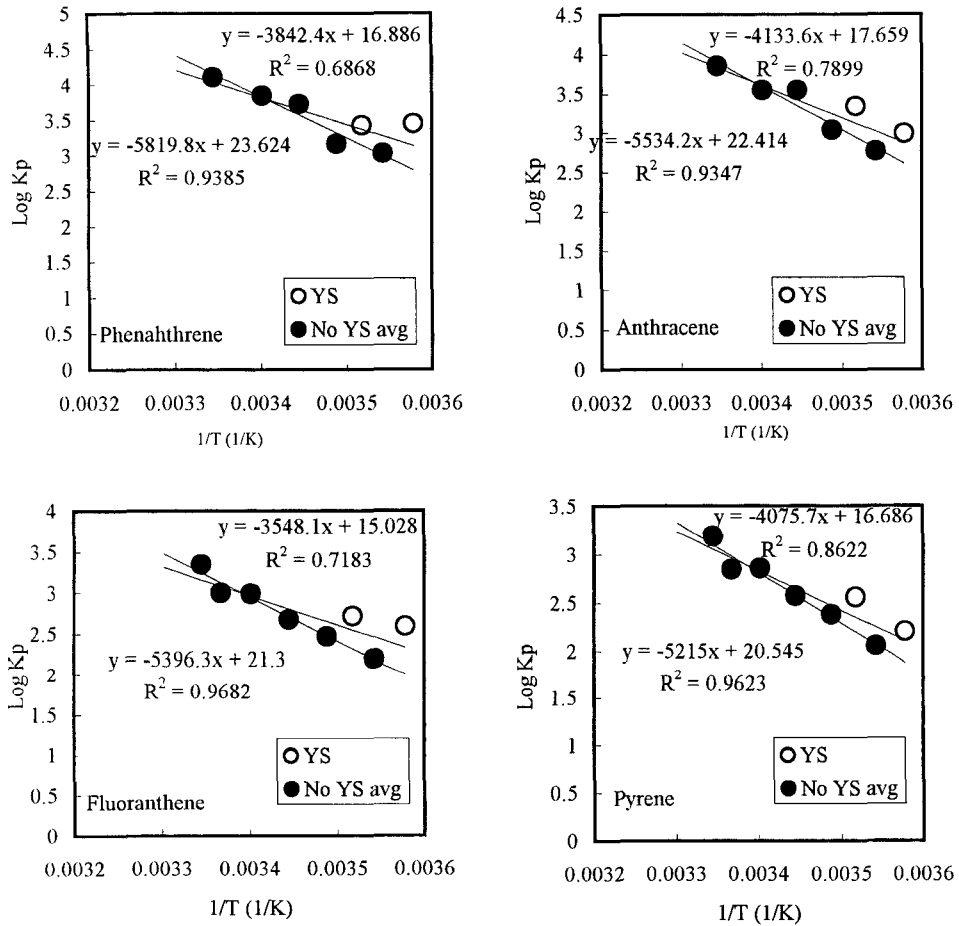 5
4.5
4
3.5
3
2.5
2
1.5
1
0.5
0
Log Kp
y = -3842.4x + 16.886
R² = 0.6868
y = -5819.8x + 23.624
R² = 0.9385
YS
No YS avg
Phenahthrene
0.0032 0.0033 0.0034 0.0035 0.0036
1/T (1/K)
4.5
4
3.5
3
2.5
2
1.5
1
0.5
0
Log Kp
y = -4133.6x + 17.659
R² = 0.7899
y = -5534.2x + 22.414
R² = 0.9347
YS
No YS avg
Anthracene
0.0032 0.0033 0.0034 0.0035 0.0036
1/T (1/K)
4
3.5
3
2.5
2
1.5
1
0.5
0
Log Kp
y = -3548.1x + 15.028
R² = 0.7183
y = -5396.3x + 21.3
R² = 0.9682
YS
No YS avg
Fluoranthene
0.0032 0.0033 0.0034 0.0035 0.0036
1/T (1/K)
3.5
3
2.5
2
1.5
1
0.5
0
Log Kp
y = -4075.7x + 16.686
R² = 0.8622
y = -5215x + 20.545
R² = 0.9623
YS
No YS avg
Pyrene
0.0032 0.0033 0.0034 0.0035 0.0036
1/T (1/K)